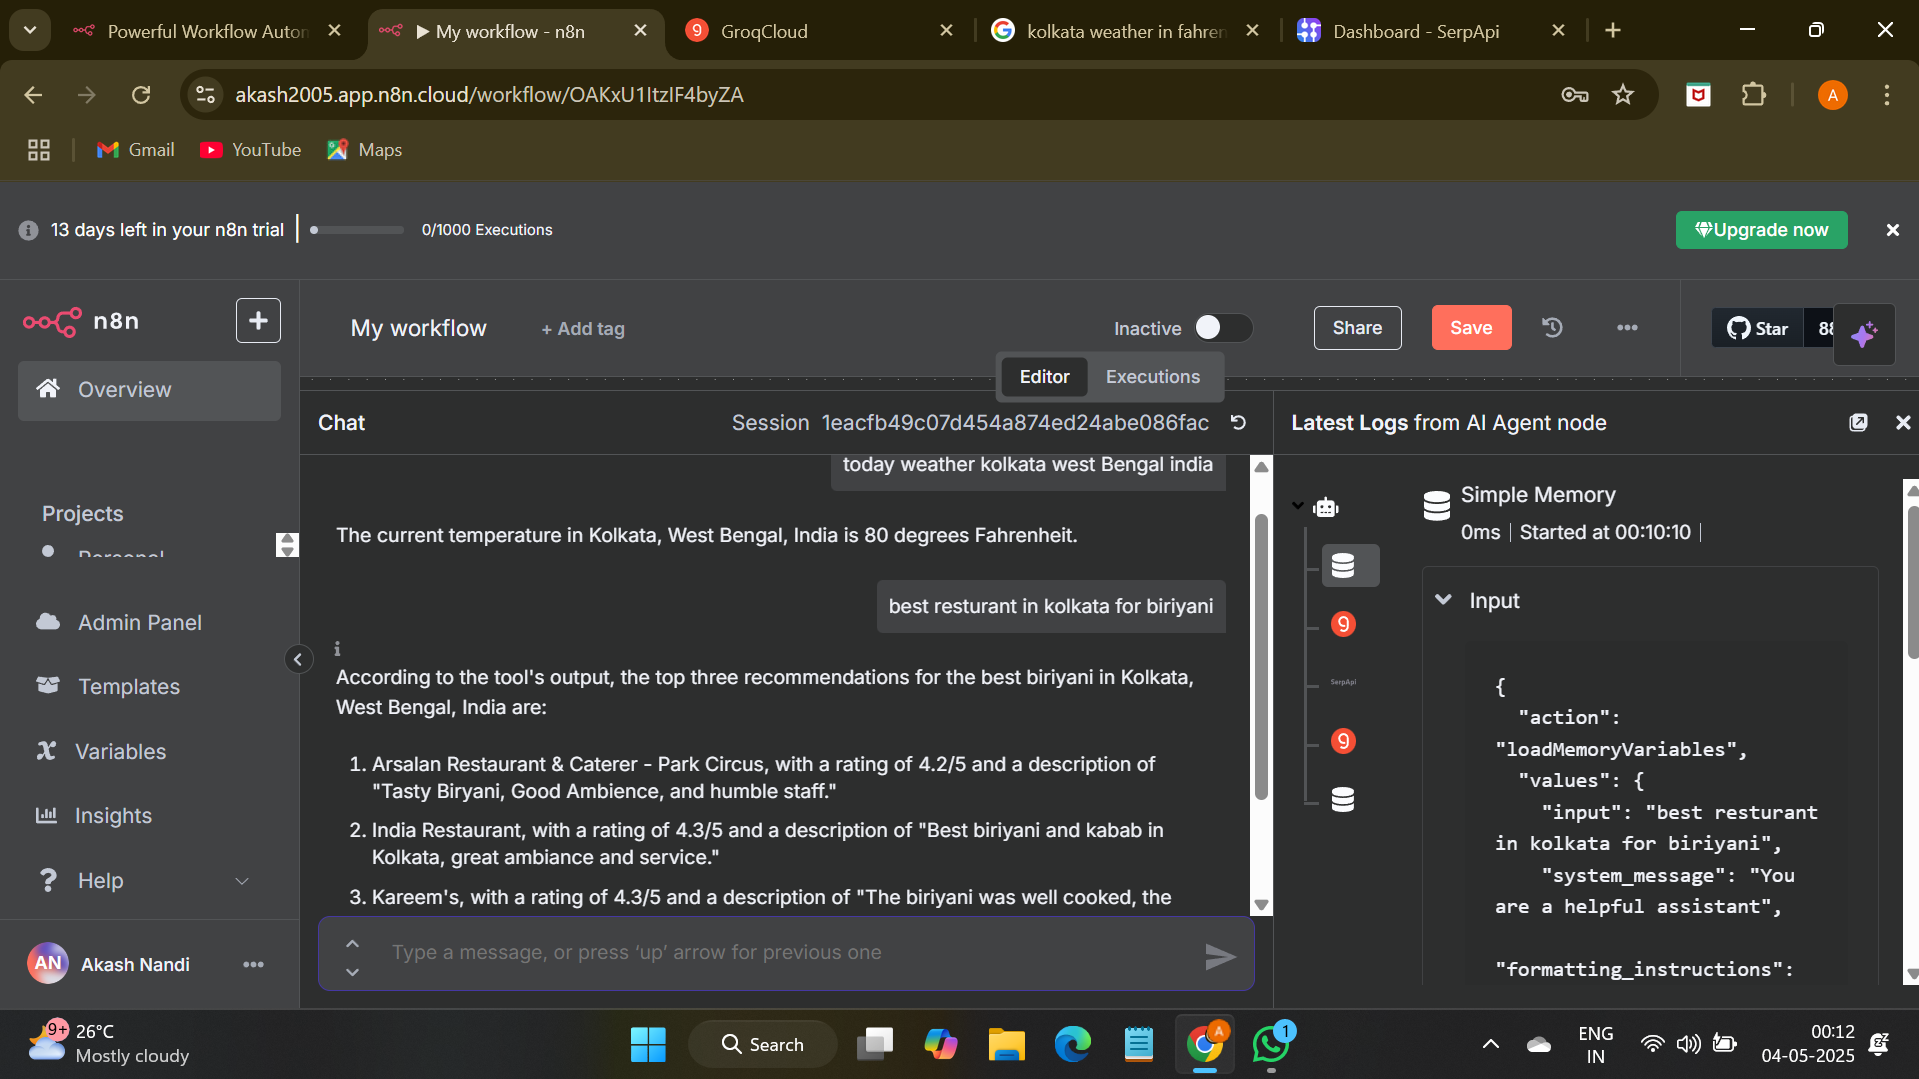 Powerful Workflow Auton
▶ My workflow - n8n
GroqCloud
kolkata weather in fahren
Dashboard - SerpApi
akash2005.app.n8n.cloud/workflow/OAKxU1ItzIF4byZA
A
Gmail
YouTube
Maps
13 days left in your n8n trial
0/1000 Executions
Upgrade now
n8n
My workflow
+ Add tag
Inactive
Share
Save
Star
88
Overview
Editor
Executions
Chat
Session 1eacfb49c07d454a874ed24abe086fac
Latest Logs from AI Agent node
today weather kolkata west Bengal india
The current temperature in Kolkata, West Bengal, India is 80 degrees Fahrenheit.
best resturant in kolkata for biriyani
According to the tool's output, the top three recommendations for the best biriyani in Kolkata,
West Bengal, India are:
1. Arsalan Restaurant & Caterer - Park Circus, with a rating of 4.2/5 and a description of
"Tasty Biryani, Good Ambience, and humble staff."
2. India Restaurant, with a rating of 4.3/5 and a description of "Best biriyani and kabab in
Kolkata, great ambiance and service."
3. Kareem's, with a rating of 4.3/5 and a description of "The biriyani was well cooked, the
Type a message, or press ‘up’ arrow for previous one
Projects
Personal
Admin Panel
Templates
Variables
Insights
Help
AN
Akash Nandi
SerpApi
Simple Memory
0ms | Started at 00:10:10 |
Input
{
"action":
"loadMemoryVariables",
"values": {
"input": "best resturant
in kolkata for biriyani",
"system_message": "You
are a helpful assistant",
"formatting_instructions":
9+
26°C
Mostly cloudy
Search
A
1
ENG
IN
00:12
04-05-2025